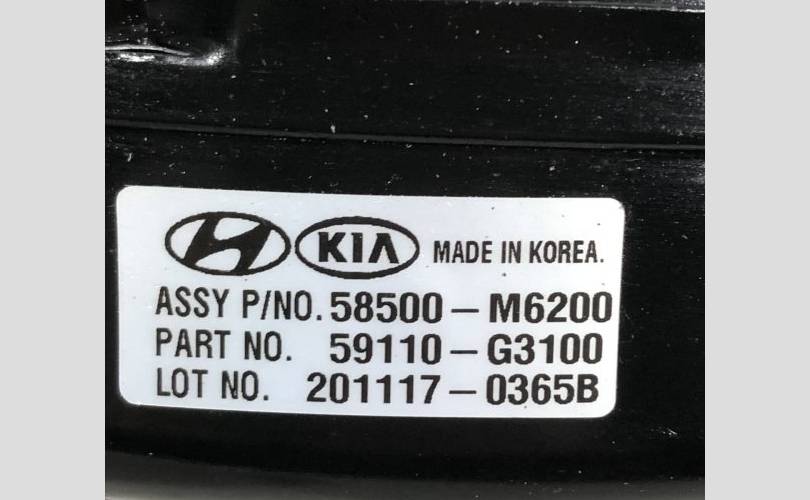 KIA MADE IN KOREA.
ASSY P/NO. 58500-M6200
PART NO. 59110-G3100
LOT NO. 201117-0365B